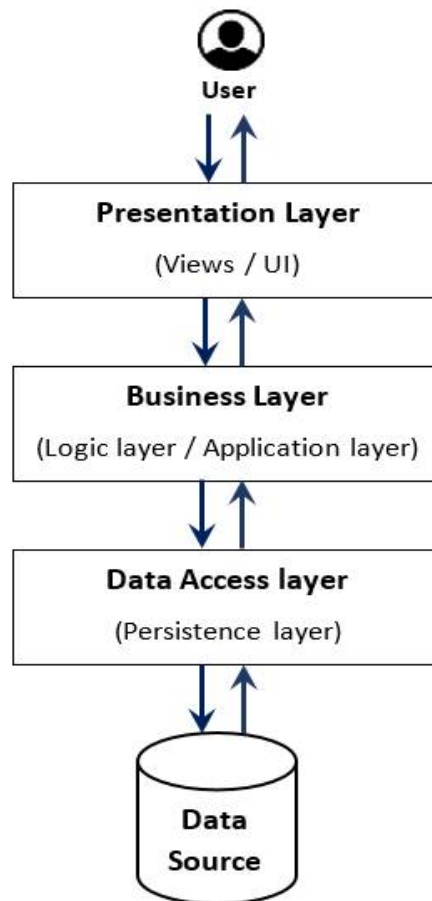 User
Presentation Layer
(Views / UI)
Business Layer
(Logic layer / Application layer)
Data Access layer
(Persistence layer)
Data
Source